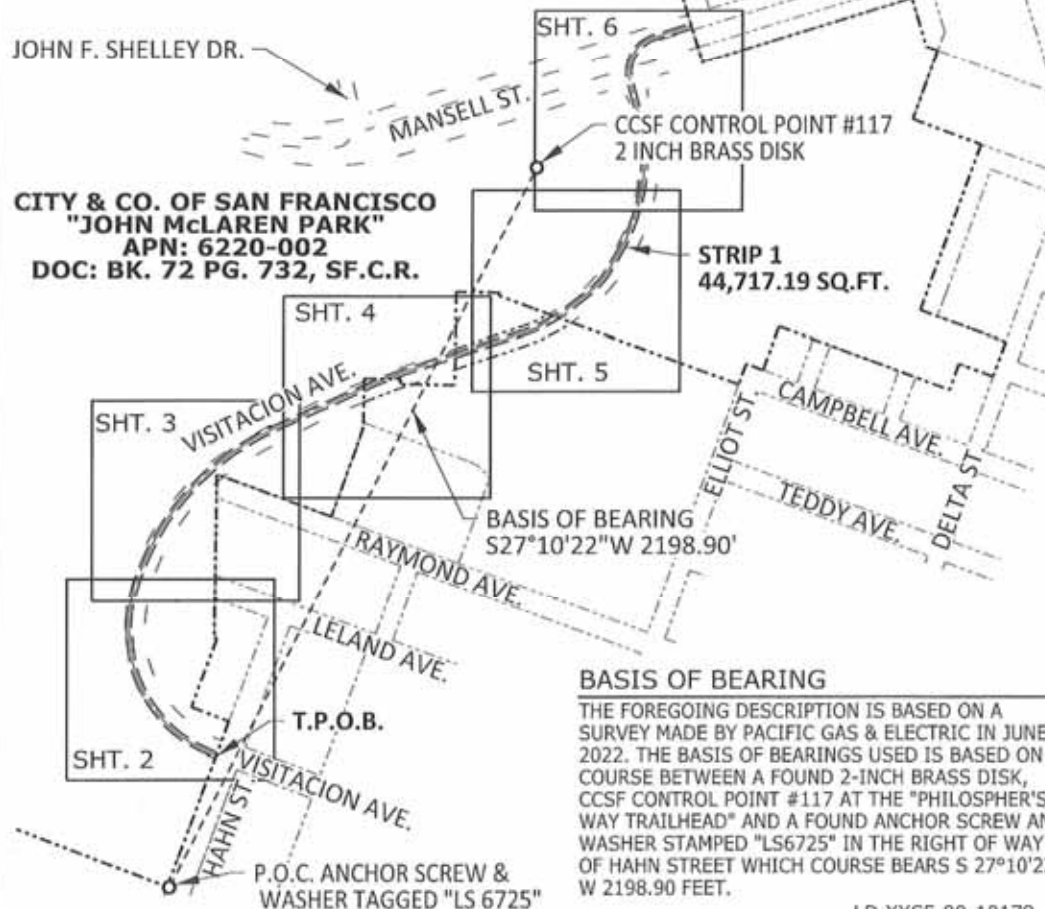 SHT. 6
JOHN F. SHELLEY DR.
MANSELL ST.
CCSF CONTROL POINT #117
2 INCH BRASS DISK
CITY & CO. OF SAN FRANCISCO
"JOHN McLAREN PARK"
APN: 6220-002
DOC: BK. 72 PG. 732, SF.C.R.
STRIP 1
44,717.19 SQ.FT.
SHT. 4
SHT. 5
VISITACION AVE.
SHT. 3
CAMPBELL AVE.
ELLIOT ST.
TEDDY AVE.
DELTA ST.
BASIS OF BEARING
S27°10'22"W 2198.90'
RAYMOND AVE.
LELAND AVE.
T.P.O.B.
SHT. 2
VISITACION AVE.
HAHN ST.
P.O.C. ANCHOR SCREW &
WASHER TAGGED "LS 6725"
BASIS OF BEARING
THE FOREGOING DESCRIPTION IS BASED ON A
SURVEY MADE BY PACIFIC GAS & ELECTRIC IN JUNE
2022. THE BASIS OF BEARINGS USED IS BASED ON
COURSE BETWEEN A FOUND 2-INCH BRASS DISK,
CCSF CONTROL POINT #117 AT THE "PHILOSPHER'S
WAY TRAILHEAD" AND A FOUND ANCHOR SCREW AN
WASHER STAMPED "LS6725" IN THE RIGHT OF WAY
OF HAHN STREET WHICH COURSE BEARS S 27°10'2
W 2198.90 FEET.